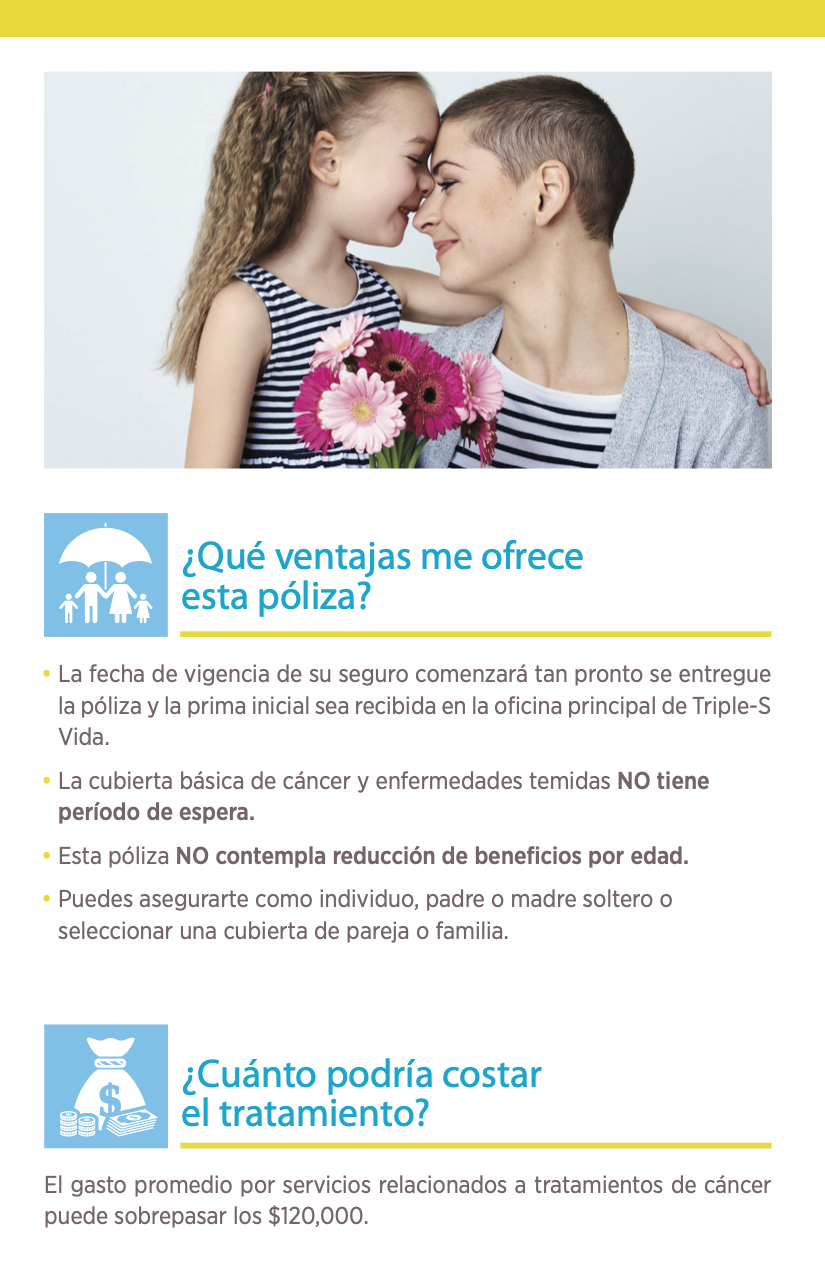 ¿Qué ventajas me ofrece
esta póliza?
• La fecha de vigencia de su seguro comenzará tan pronto se entregue
la póliza y la prima inicial sea recibida en la oficina principal de Triple-S
Vida.
• La cubierta básica de cáncer y enfermedades temidas NO tiene
período de espera.
• Esta póliza NO contempla reducción de beneficios por edad.
• Puedes asegurarte como individuo, padre o madre soltero o
seleccionar una cubierta de pareja o familia.
$
¿Cuánto podría costar
el tratamiento?
El gasto promedio por servicios relacionados a tratamientos de cáncer
puede sobrepasar los $120,000.